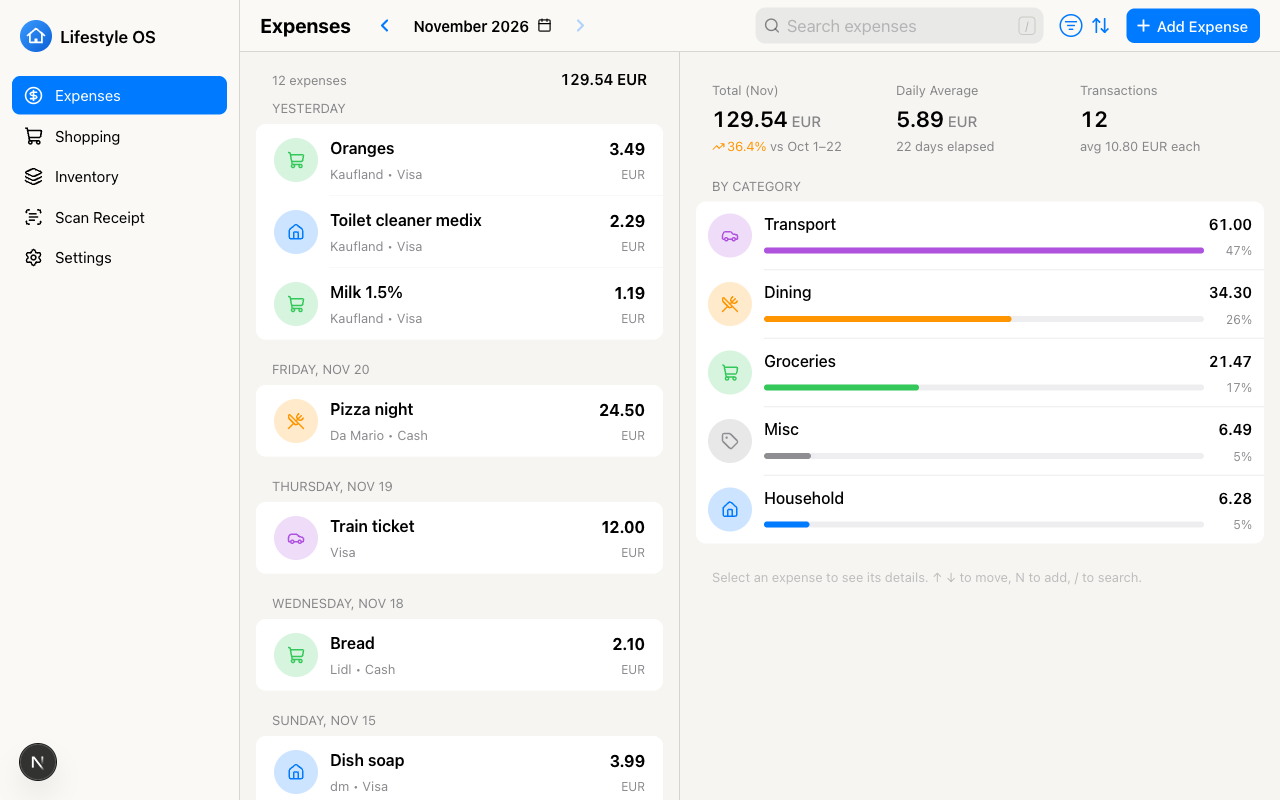 Lifestyle OS
Expenses
Shopping
Inventory
Scan Receipt
Settings
N
Expenses
November 2026
Search expenses
/
+ Add Expense
12 expenses
129.54 EUR
YESTERDAY
Oranges
3.49
Kaufland • Visa
EUR
Toilet cleaner medix
2.29
Kaufland • Visa
EUR
Milk 1.5%
1.19
Kaufland • Visa
EUR
FRIDAY, NOV 20
Pizza night
24.50
Da Mario • Cash
EUR
THURSDAY, NOV 19
Train ticket
12.00
Visa
EUR
WEDNESDAY, NOV 18
Bread
2.10
Lidl • Cash
EUR
SUNDAY, NOV 15
Dish soap
3.99
dm • Visa
EUR
Total (Nov)
129.54 EUR
36.4% vs Oct 1–22
Daily Average
5.89 EUR
22 days elapsed
Transactions
12
avg 10.80 EUR each
BY CATEGORY
Transport
61.00
47%
Dining
34.30
26%
Groceries
21.47
17%
Misc
6.49
5%
Household
6.28
5%
Select an expense to see its details. ↑ ↓ to move, N to add, / to search.